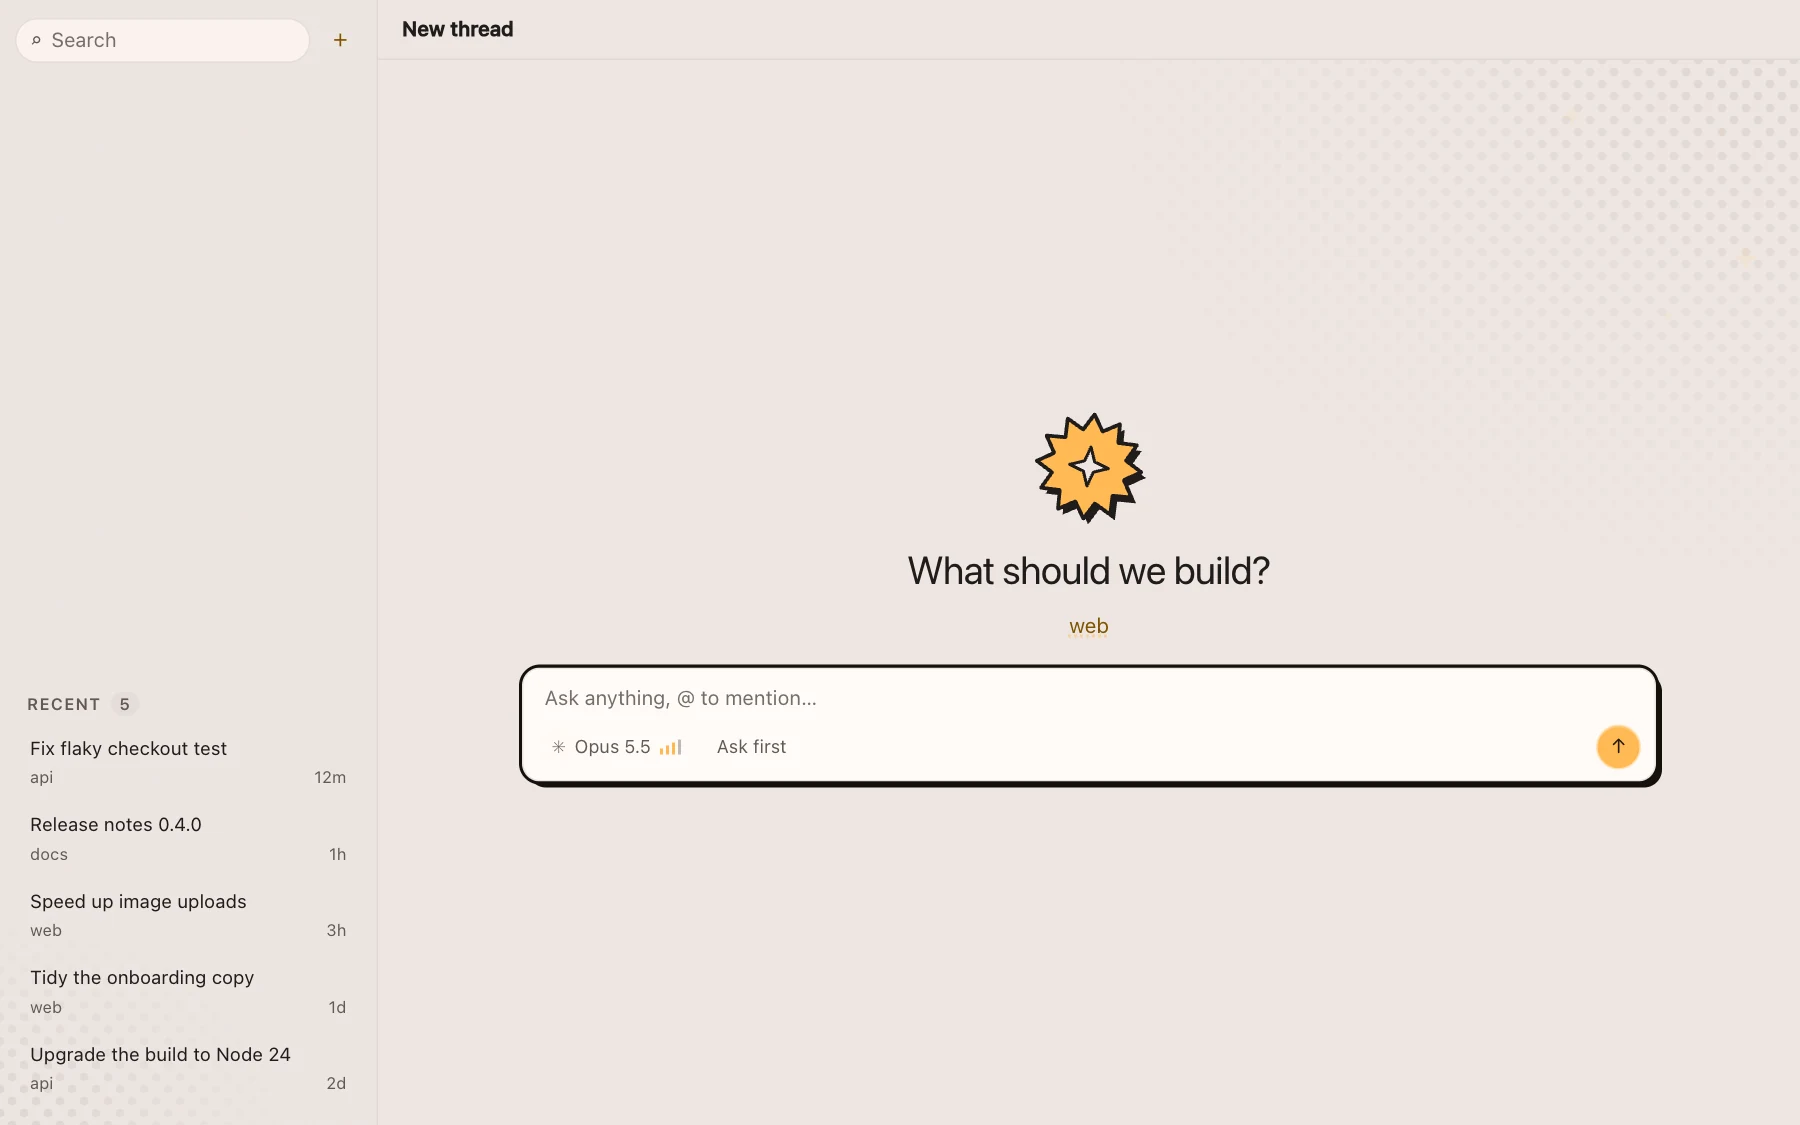 Search
+
New thread
What should we build?
web
Ask anything, @ to mention...
Opus 5.5
Ask first
RECENT 5
Fix flaky checkout test
api 12m
Release notes 0.4.0
docs 1h
Speed up image uploads
web 3h
Tidy the onboarding copy
web 1d
Upgrade the build to Node 24
api 2d